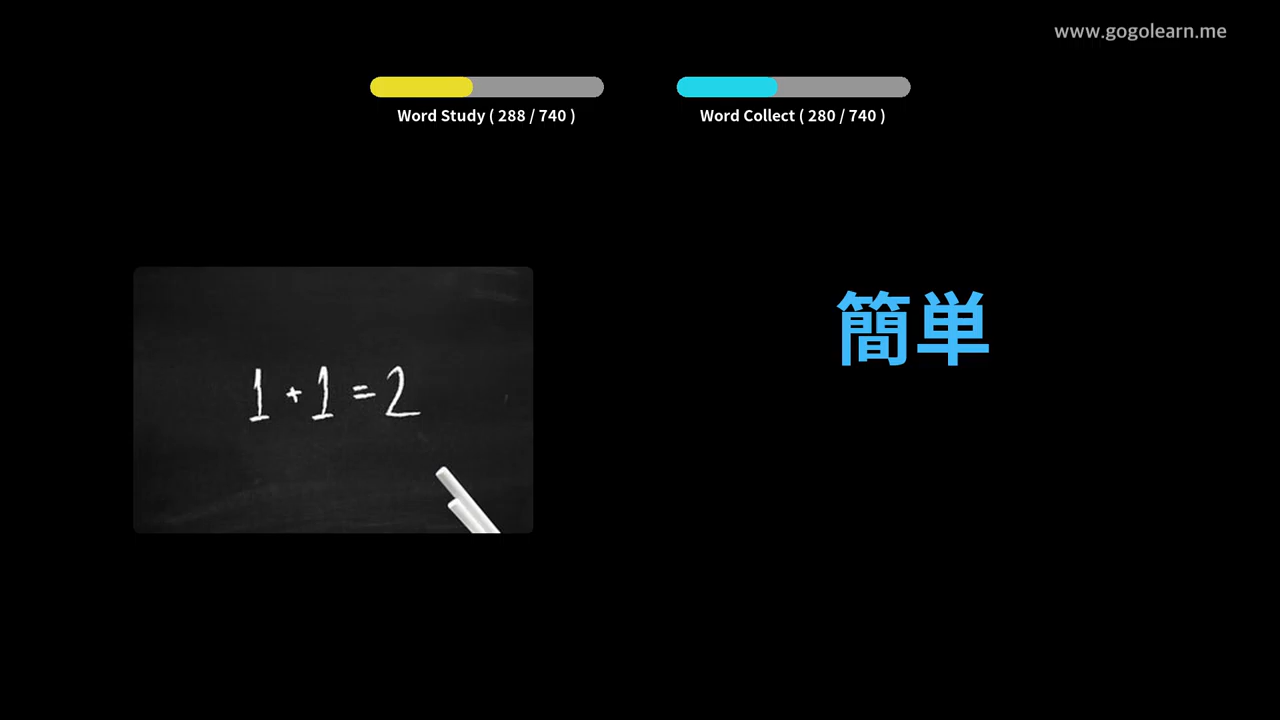 www.gogolearn.me
Word Study ( 288 / 740 )
Word Collect ( 280 / 740 )
1 + 1 = 2
簡単